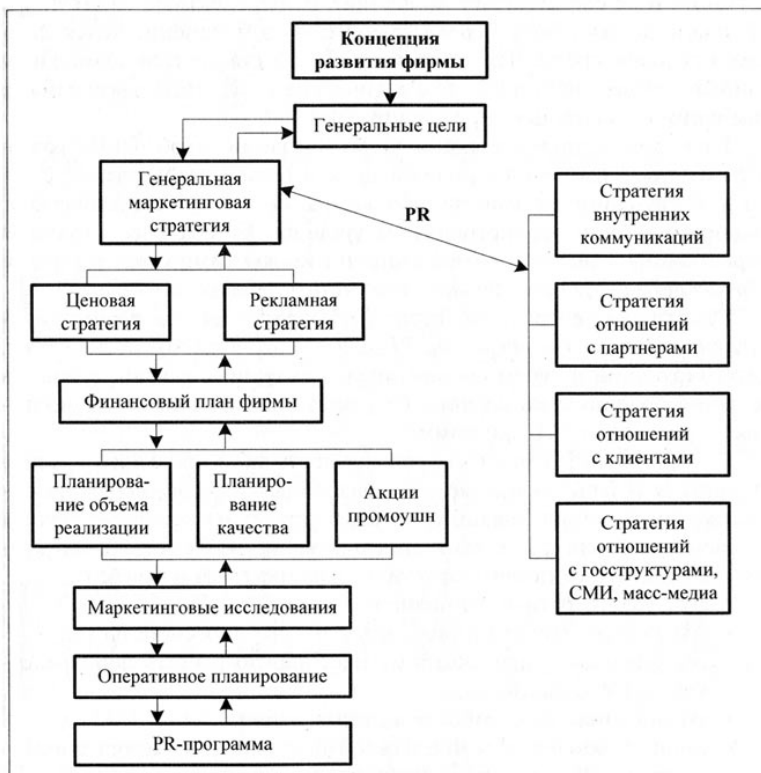 Концепция
развития фирмы
Генеральные цели
Генеральная
маркетинговая
стратегия
PR
Стратегия
внутренних
коммуникаций
Ценовая
стратегия
Рекламная
стратегия
Стратегия
отношений
с партнерами
Финансовый план фирмы
Стратегия
отношений
с клиентами
Планирова-
ние объема
реализации
Планиро-
вание
качества
Акции
промоушн
Стратегия
отношений
с госструктурами,
СМИ, масс-медиа
Маркетинговые исследования
Оперативное планирование
PR-программа